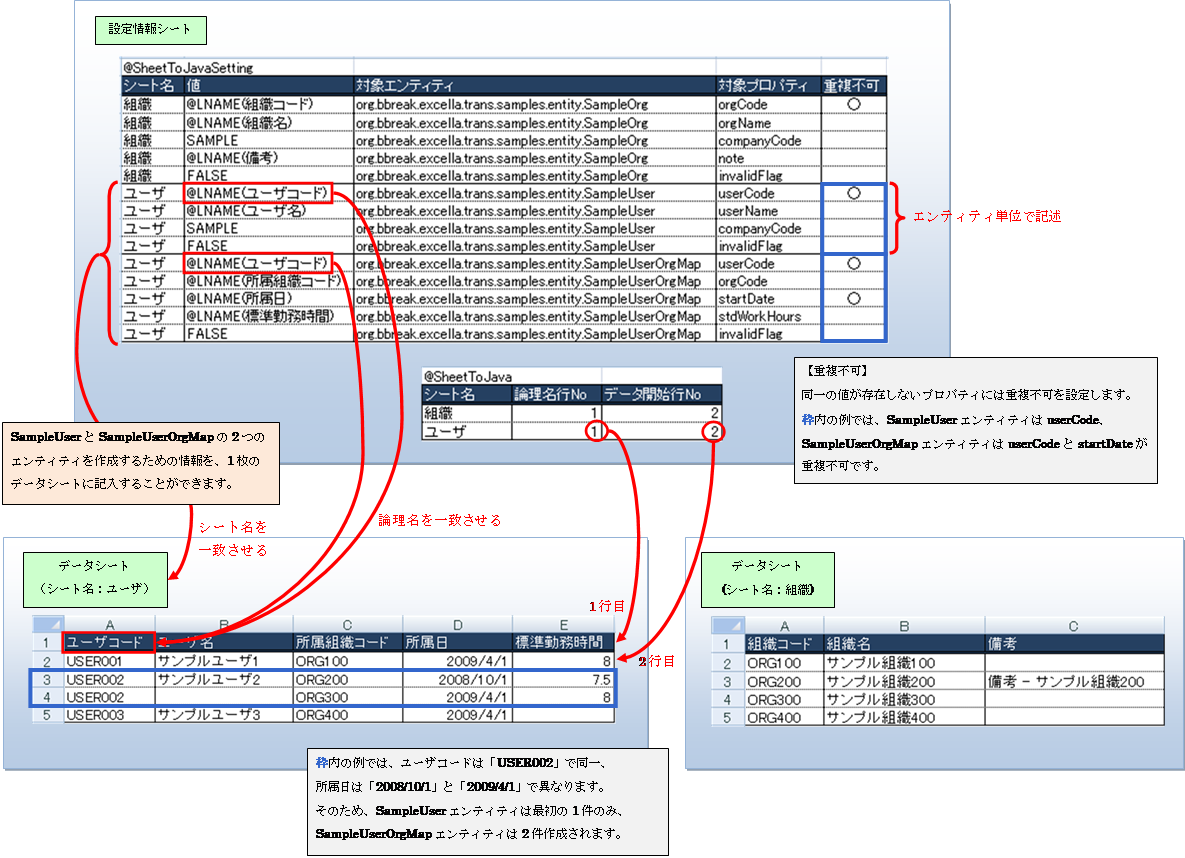 設定情報シート
@SheetToJavaSetting
シート名 値 対象エンティティ 対象プロパティ 重複不可
組織 @LNAME(組織コード) org.bbreak.excella.trans.samples.entity.SampleOrg orgCode ○
組織 @LNAME(組織名) org.bbreak.excella.trans.samples.entity.SampleOrg orgName
組織 SAMPLE org.bbreak.excella.trans.samples.entity.SampleOrg companyCode
組織 @LNAME(備考) org.bbreak.excella.trans.samples.entity.SampleOrg note
組織 FALSE org.bbreak.excella.trans.samples.entity.SampleOrg invalidFlag
ユーザ @LNAME(ユーザコード) org.bbreak.excella.trans.samples.entity.SampleUser userCode ○
ユーザ @LNAME(ユーザ名) org.bbreak.excella.trans.samples.entity.SampleUser userName
ユーザ SAMPLE org.bbreak.excella.trans.samples.entity.SampleUser companyCode
ユーザ FALSE org.bbreak.excella.trans.samples.entity.SampleUser invalidFlag
ユーザ @LNAME(ユーザコード) org.bbreak.excella.trans.samples.entity.SampleUserOrgMap userCode ○
ユーザ @LNAME(所属組織コード) org.bbreak.excella.trans.samples.entity.SampleUserOrgMap orgCode
ユーザ @LNAME(所属日) org.bbreak.excella.trans.samples.entity.SampleUserOrgMap startDate ○
ユーザ @LNAME(標準勤務時間) org.bbreak.excella.trans.samples.entity.SampleUserOrgMap stdWorkHours
ユーザ FALSE org.bbreak.excella.trans.samples.entity.SampleUserOrgMap invalidFlag
エンティティ単位で記述
@SheetToJava
シート名 論理名行No データ開始行No
組織 1 2
ユーザ 1 2
【重複不可】
同一の値が存在しないプロパティには重複不可を設定します。
枠内の例では、SampleUser エンティティは userCode、
SampleUserOrgMap エンティティは userCode と startDate が
重複不可です。
SampleUser と SampleUserOrgMap の 2 つの
エンティティを作成するための情報を、1 枚の
データシートに記入することができます。
シート名を
一致させる
論理名を一致させる
データシート
（シート名：ユーザ）
1 行目
2 行目
A B C D E
1 ユーザコード ユーザ名 所属組織コード 所属日 標準勤務時間
2 USER001 サンプルユーザ1 ORG100 2009/4/1 8
3 USER002 サンプルユーザ2 ORG200 2008/10/1 7.5
4 USER002 ORG300 2009/4/1 8
5 USER003 サンプルユーザ3 ORG400 2009/4/1
データシート
（シート名：組織）
A B C
1 組織コード 組織名 備考
2 ORG100 サンプル組織100
3 ORG200 サンプル組織200 備考 − サンプル組織200
4 ORG300 サンプル組織300
5 ORG400 サンプル組織400
枠内の例では、ユーザコードは「USER002」で同一、
所属日は「2008/10/1」と「2009/4/1」で異なります。
そのため、SampleUser エンティティは最初の 1 件のみ、
SampleUserOrgMap エンティティは 2 件作成されます。